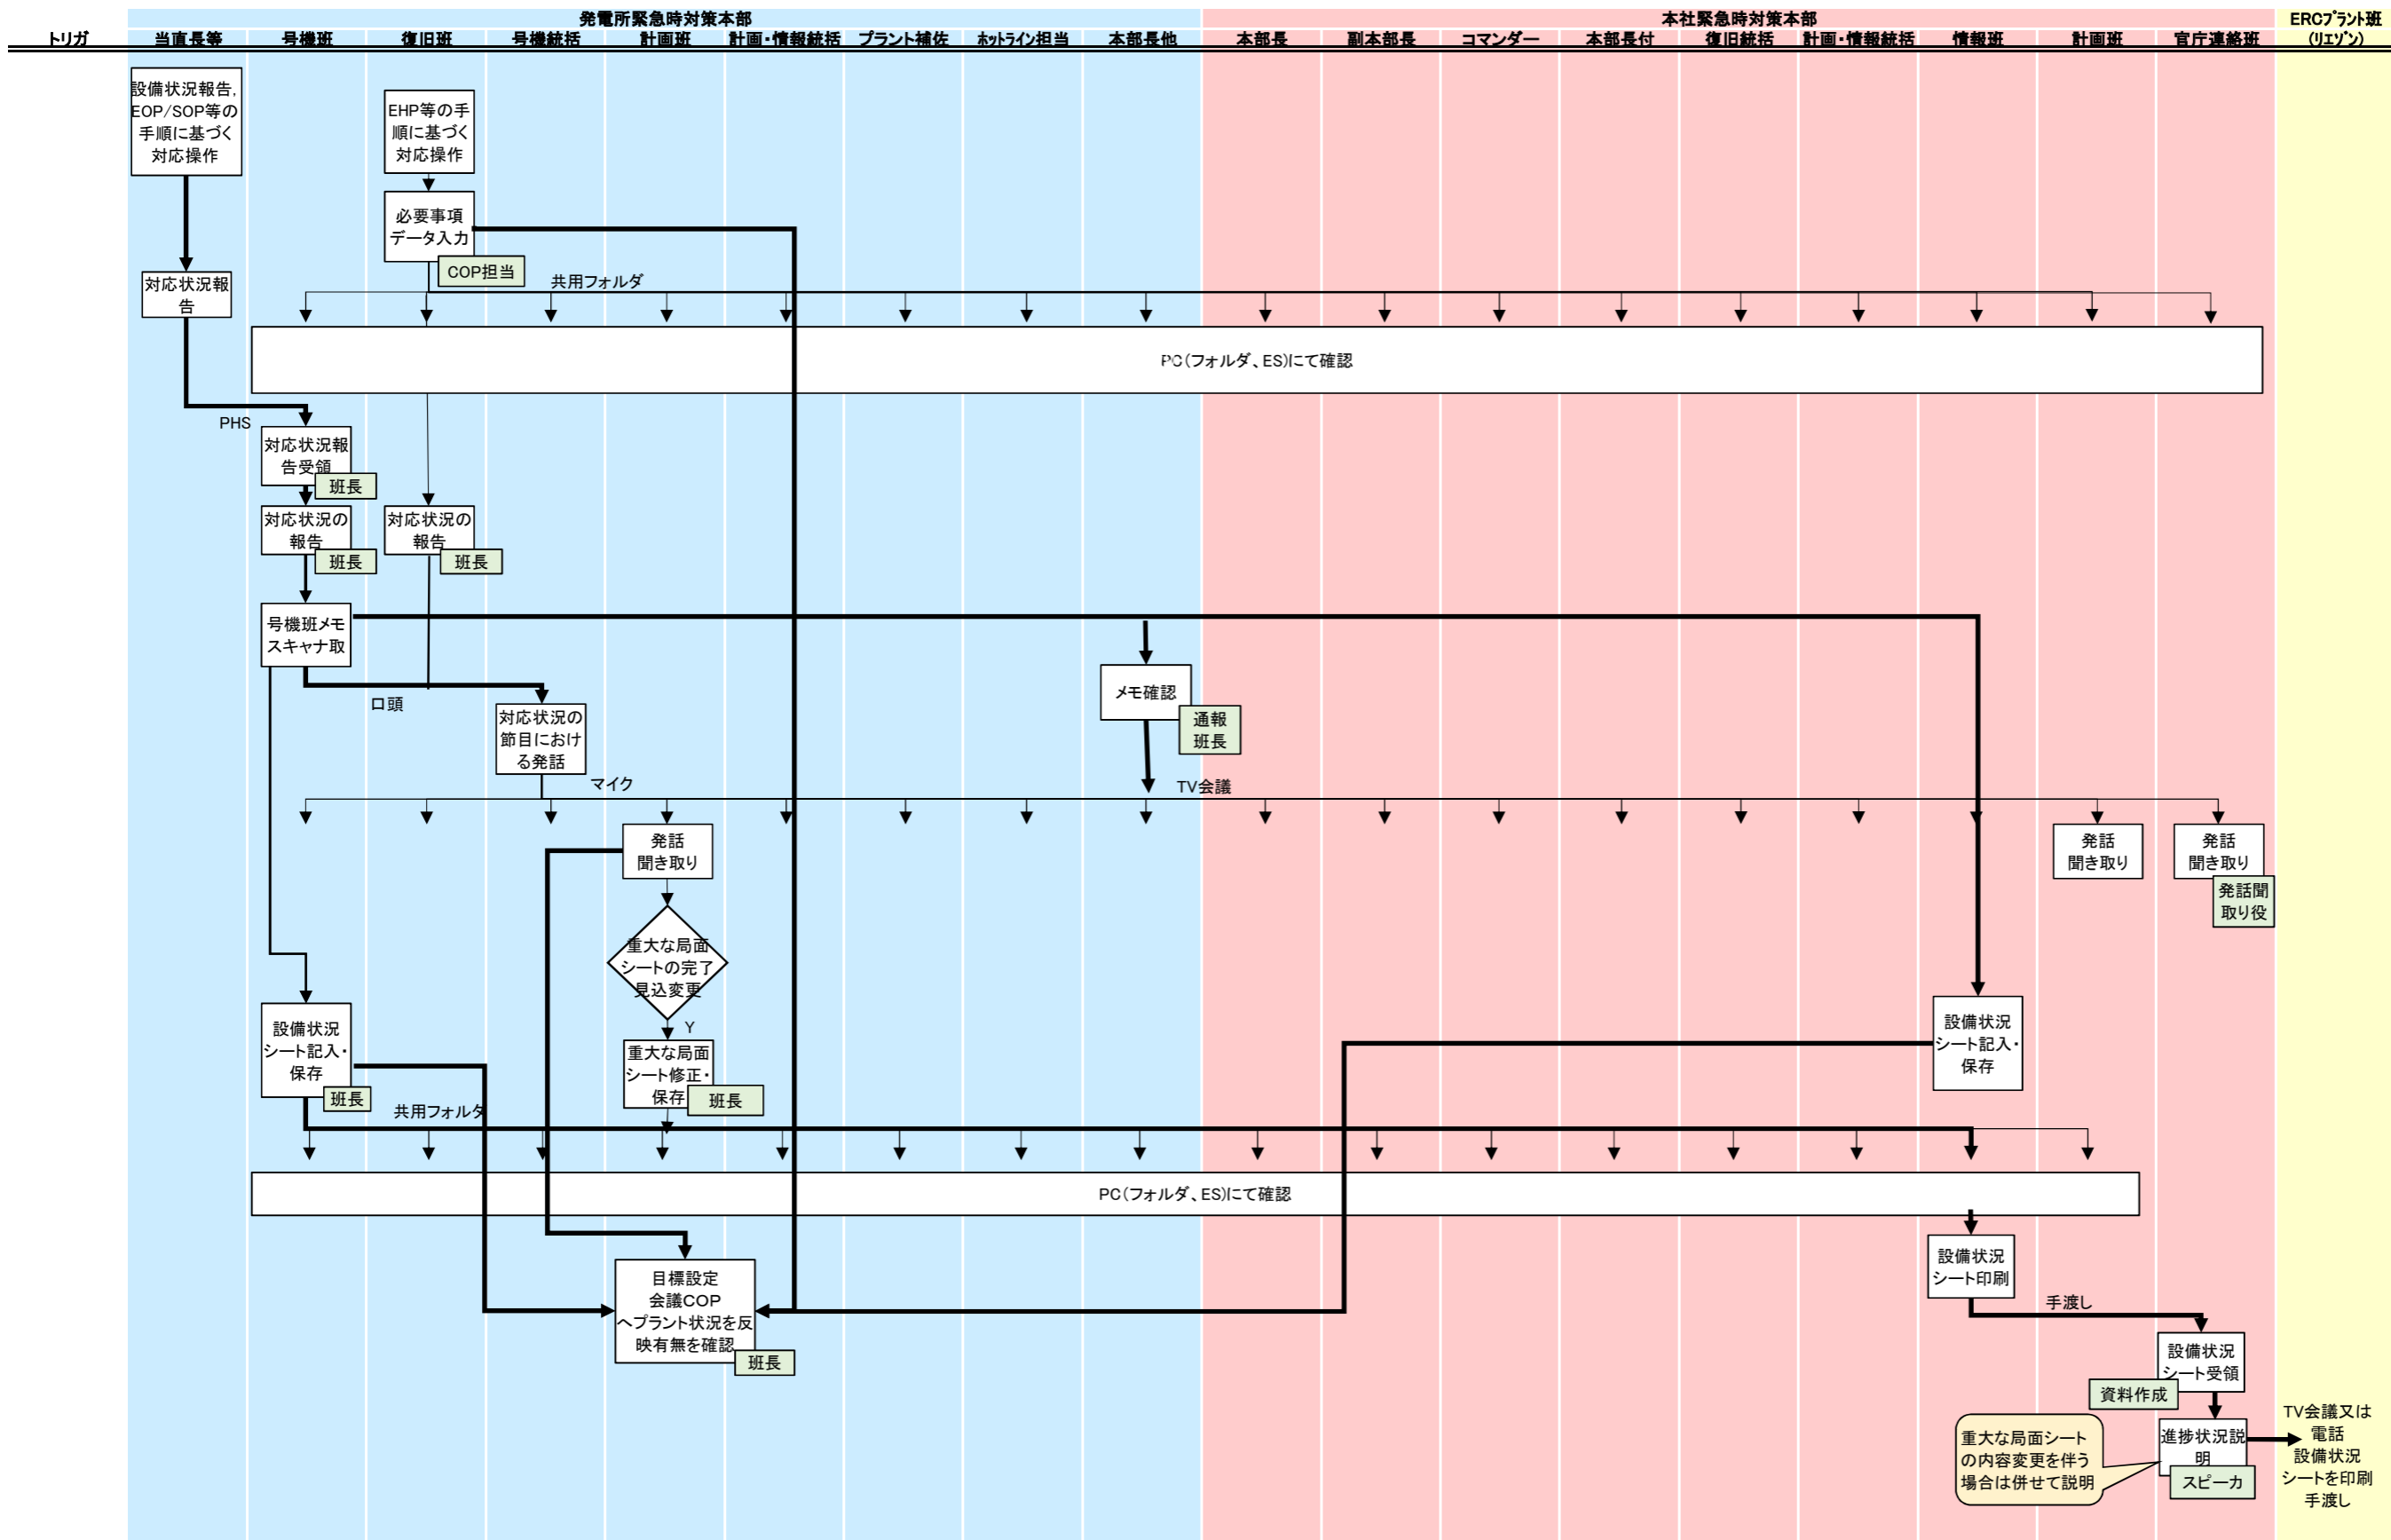 発電所緊急時対策本部
本社緊急時対策本部
ERCプラント班
(リエゾン)
トリガ
当直長等
号機班
復旧班
号機統括
計画班
計画・情報統括
プラント補佐
ホットライン担当
本部長他
本部長
副本部長
コマンダー
本部長付
復旧統括
計画・情報統括
情報班
計画班
官庁連絡班
設備状況報告,
EOP/SOP等の
手順に基づく
対応操作
EHP等の手
順に基づく
対応操作
必要事項
データ入力
COP担当
共用フォルダ
対応状況報
告
PC(フォルダ、ES)にて確認
PHS
対応状況報
告受領
班長
対応状況の
報告
班長
対応状況の
報告
班長
号機班メモ
スキャナ取
口頭
メモ確認
通報
班長
対応状況の
節目におけ
る発話
マイク
TV会議
発話
聞き取り
発話
聞き取り
発話
聞き取り
発話聞
取り役
重大な局面
シートの完了
見込変更
Y
設備状況
シート記入・
保存
班長
重大な局面
シート修正・
保存
班長
設備状況
シート記入・
保存
共用フォルダ
PC(フォルダ、ES)にて確認
目標設定
会議COP
へプラント状況を反
映有無を確認
班長
設備状況
シート印刷
手渡し
設備状況
シート受領
資料作成
重大な局面シート
の内容変更を伴う
場合は併せて説明
進捗状況説
明
スピーカ
TV会議又は
電話
設備状況
シートを印刷
手渡し